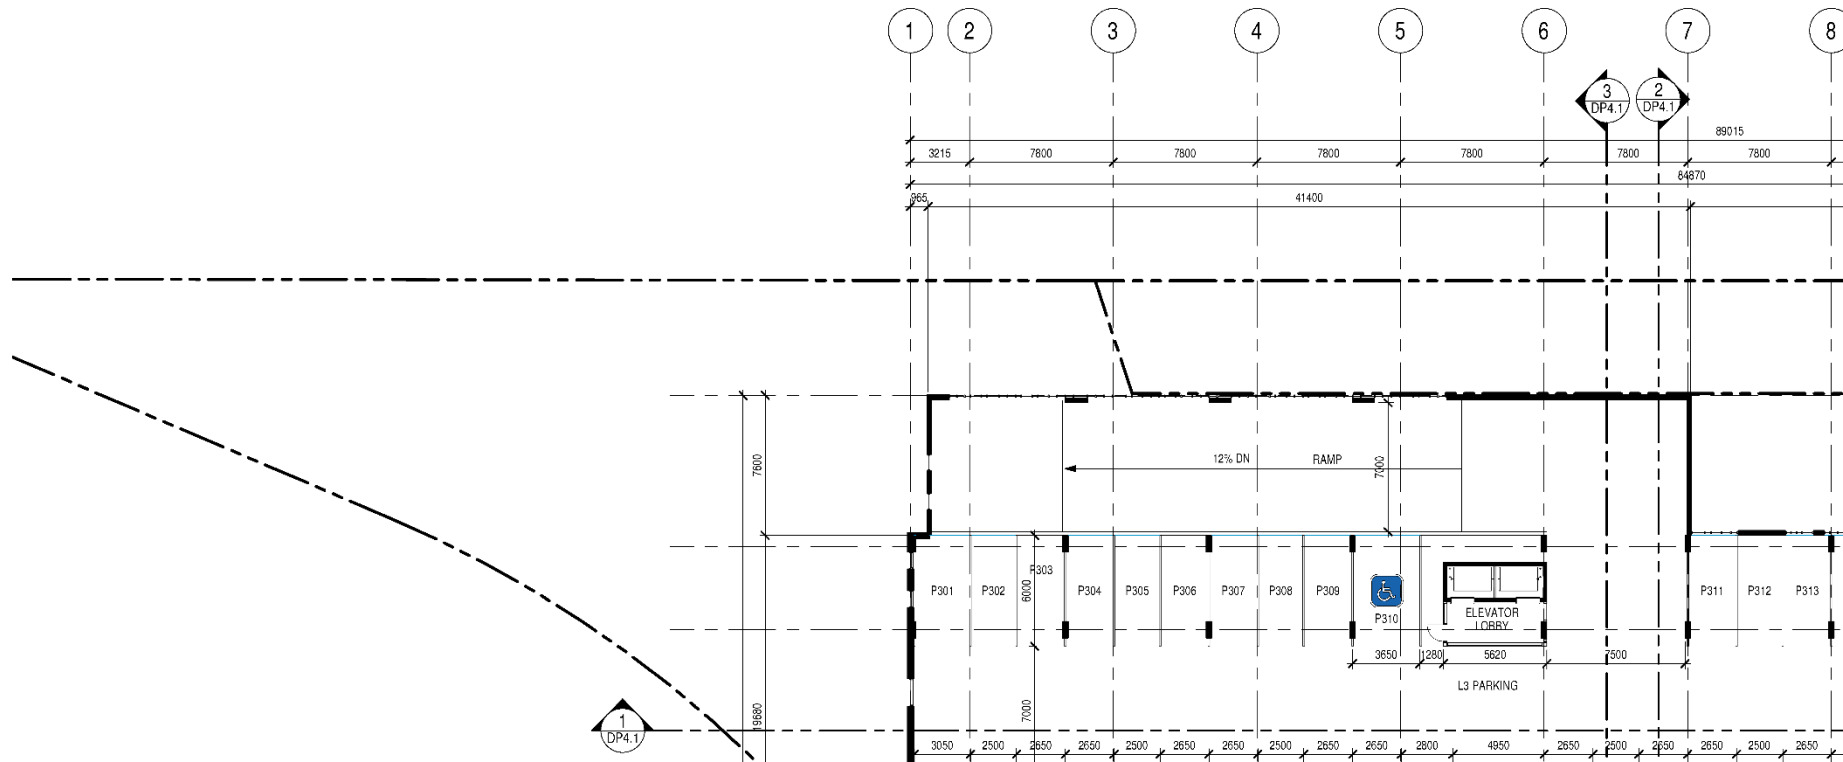 1 2 3 4 5 6 7 8
3 DP4.1
2 DP4.1
89015
3215 7800 7800 7800 7800 7800 7800
84870
965 41400
7600
12% DN RAMP
7000
P301 P302 P303 P304 P305 P306 P307 P308 P309 P310
6000
ELEVATOR
LOBBY
P311 P312 P313
3650 1280 5620 7500
L3 PARKING
19680
7000
1
DP4.1
3050 2500 2650 2650 2500 2650 2650 2500 2650 2650 2800 4950 2650 2500 2650 2650 2500 2650